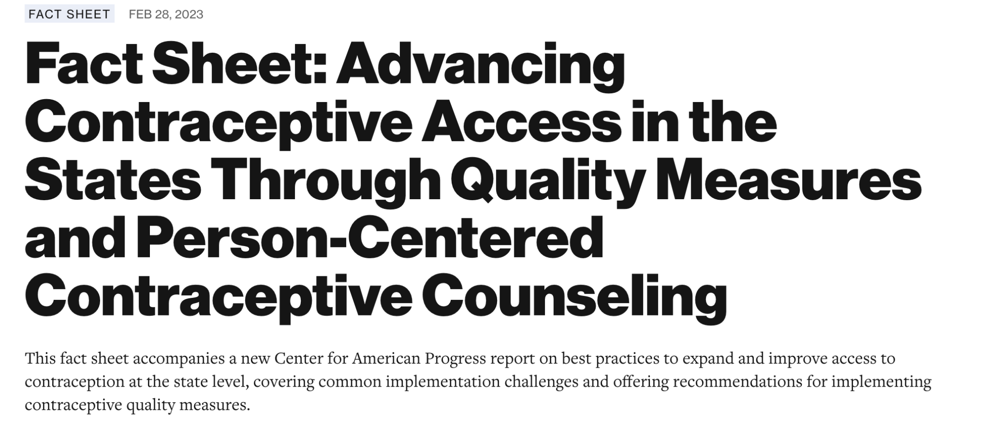 FACT SHEET FEB 28, 2023
Fact Sheet: Advancing
Contraceptive Access in the
States Through Quality Measures
and Person-Centered
Contraceptive Counseling
This fact sheet accompanies a new Center for American Progress report on best practices to expand and improve access to
contraception at the state level, covering common implementation challenges and offering recommendations for implementing
contraceptive quality measures.